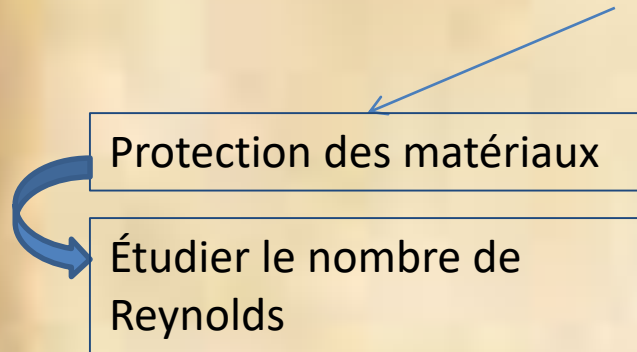 Protection des matériaux
Étudier le nombre de
Reynolds